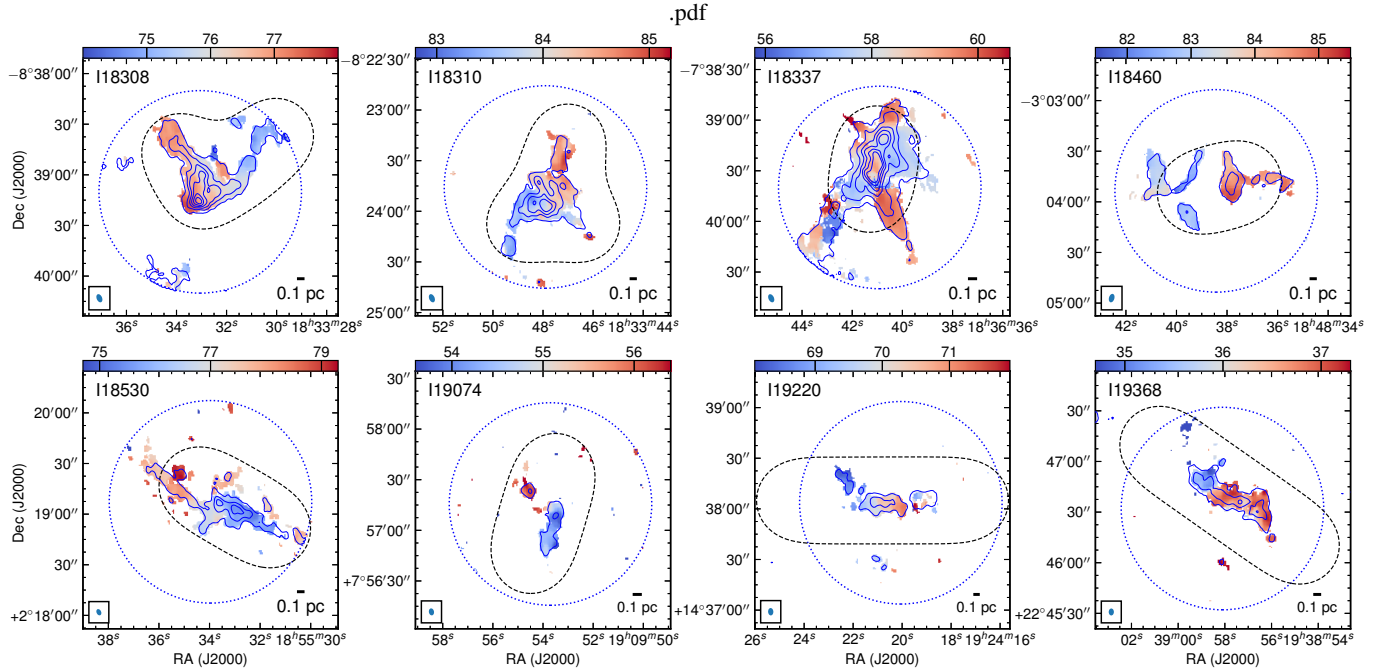 .pdf
75 76 77
I18308
−8°38′00″
30″
39′00″
30″
40′00″
Dec (J2000)
0.1 pc
36ˢ 34ˢ 32ˢ 30ˢ 18ʰ33ᵐ28ˢ
83 84 85
I18310
−8°22′30″
23′00″
30″
24′00″
30″
25′00″
0.1 pc
52ˢ 50ˢ 48ˢ 46ˢ 18ʰ33ᵐ44ˢ
56 58 60
I18337
−7°38′30″
39′00″
30″
40′00″
30″
0.1 pc
44ˢ 42ˢ 40ˢ 38ˢ 18ʰ36ᵐ36ˢ
82 83 84 85
I18460
−3°03′00″
30″
04′00″
30″
05′00″
0.1 pc
42ˢ 40ˢ 38ˢ 36ˢ 18ʰ48ᵐ34ˢ
75 77 79
I18530
20′00″
30″
19′00″
30″
+2°18′00″
Dec (J2000)
0.1 pc
38ˢ 36ˢ 34ˢ 32ˢ 18ʰ55ᵐ30ˢ
RA (J2000)
54 55 56
I19074
30″
58′00″
30″
57′00″
+7°56′30″
0.1 pc
58ˢ 56ˢ 54ˢ 52ˢ 19ʰ09ᵐ50ˢ
RA (J2000)
69 70 71
I19220
39′00″
30″
38′00″
30″
+14°37′00″
0.1 pc
26ˢ 24ˢ 22ˢ 20ˢ 18ˢ 19ʰ24ᵐ16ˢ
RA (J2000)
35 36 37
I19368
30″
47′00″
30″
46′00″
+22°45′30″
0.1 pc
02ˢ 39ᵐ00ˢ 58ˢ 56ˢ 19ʰ38ᵐ54ˢ
RA (J2000)